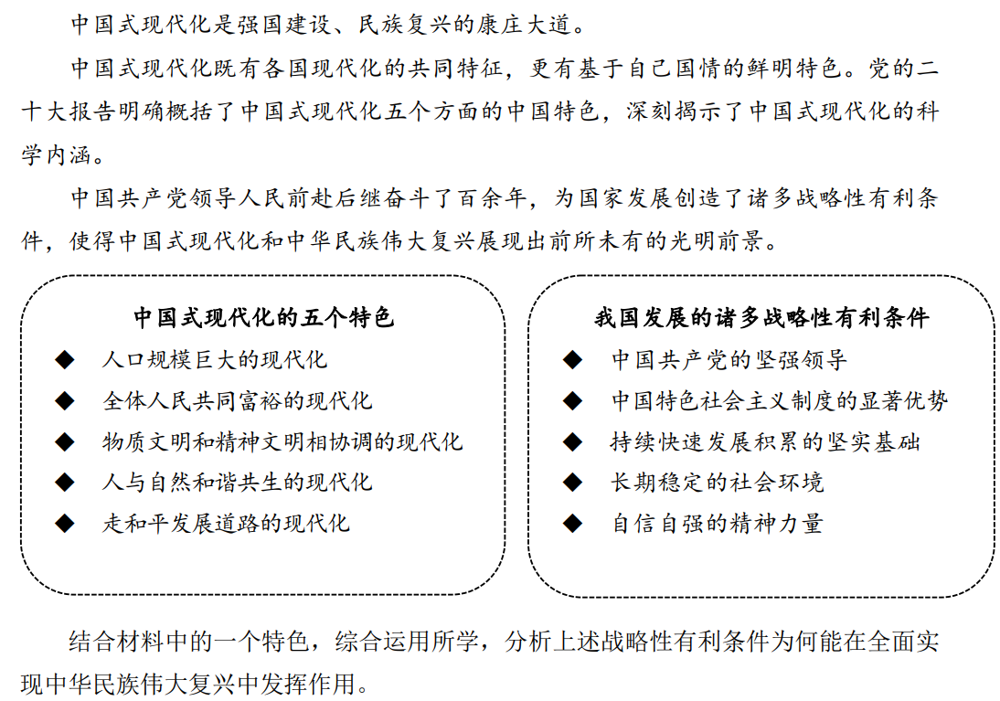 中国式现代化是强国建设、民族复兴的康庄大道。
中国式现代化既有各国现代化的共同特征，更有基于自己国情的鲜明特色。党的二
十大报告明确概括了中国式现代化五个方面的中国特色，深刻揭示了中国式现代化的科
学内涵。
中国共产党领导人民前赴后继奋斗了百余年，为国家发展创造了诸多战略性有利条
件，使得中国式现代化和中华民族伟大复兴展现出前所未有的光明前景。
中国式现代化的五个特色
◆ 人口规模巨大的现代化
◆ 全体人民共同富裕的现代化
◆ 物质文明和精神文明相协调的现代化
◆ 人与自然和谐共生的现代化
◆ 走和平发展道路的现代化
我国发展的诸多战略性有利条件
◆ 中国共产党的坚强领导
◆ 中国特色社会主义制度的显著优势
◆ 持续快速发展积累的坚实基础
◆ 长期稳定的社会环境
◆ 自信自强的精神力量
结合材料中的一个特色，综合运用所学，分析上述战略性有利条件为何能在全面实
现中华民族伟大复兴中发挥作用。